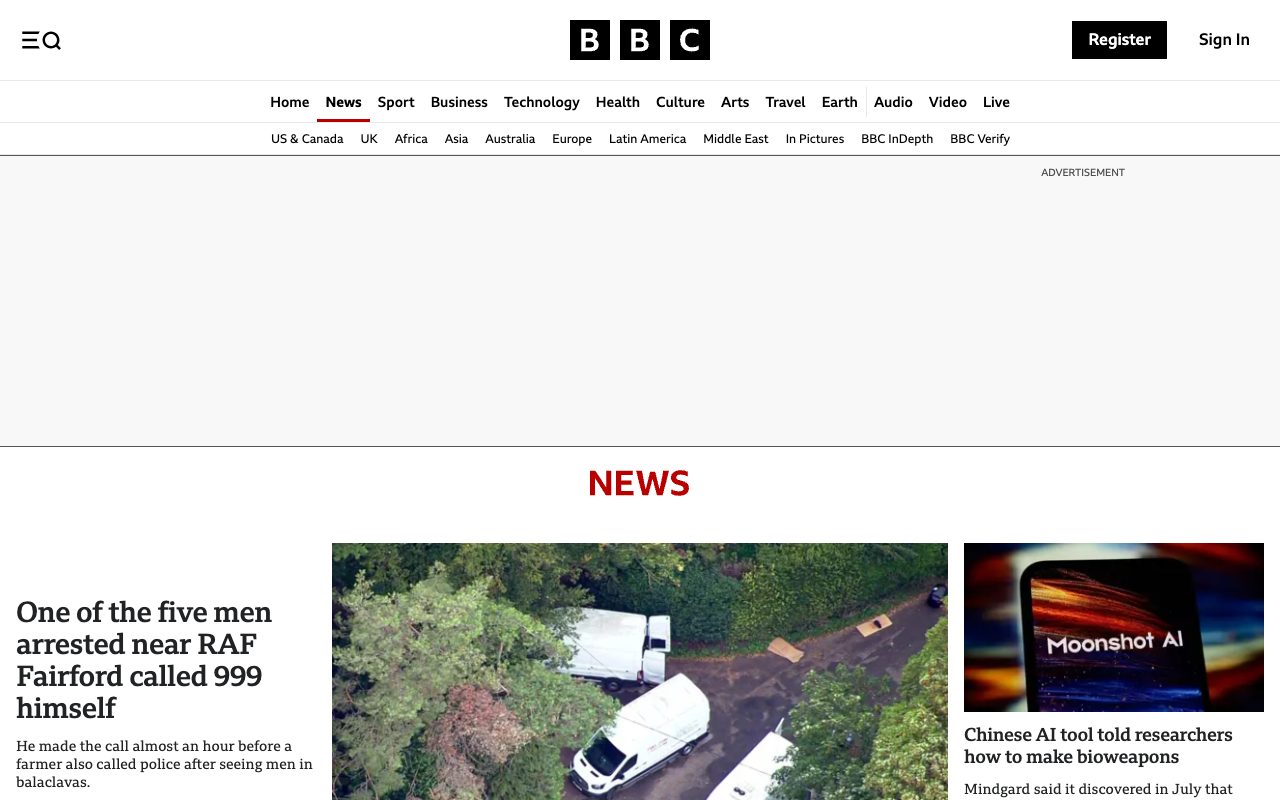 BBC
Register
Sign In
Home News Sport Business Technology Health Culture Arts Travel Earth Audio Video Live
US & Canada UK Africa Asia Australia Europe Latin America Middle East In Pictures BBC InDepth BBC Verify
ADVERTISEMENT
NEWS
One of the five men
arrested near RAF
Fairford called 999
himself
He made the call almost an hour before a
farmer also called police after seeing men in
balaclavas.
Moonshot AI
Chinese AI tool told researchers
how to make bioweapons
Mindgard said it discovered in July that